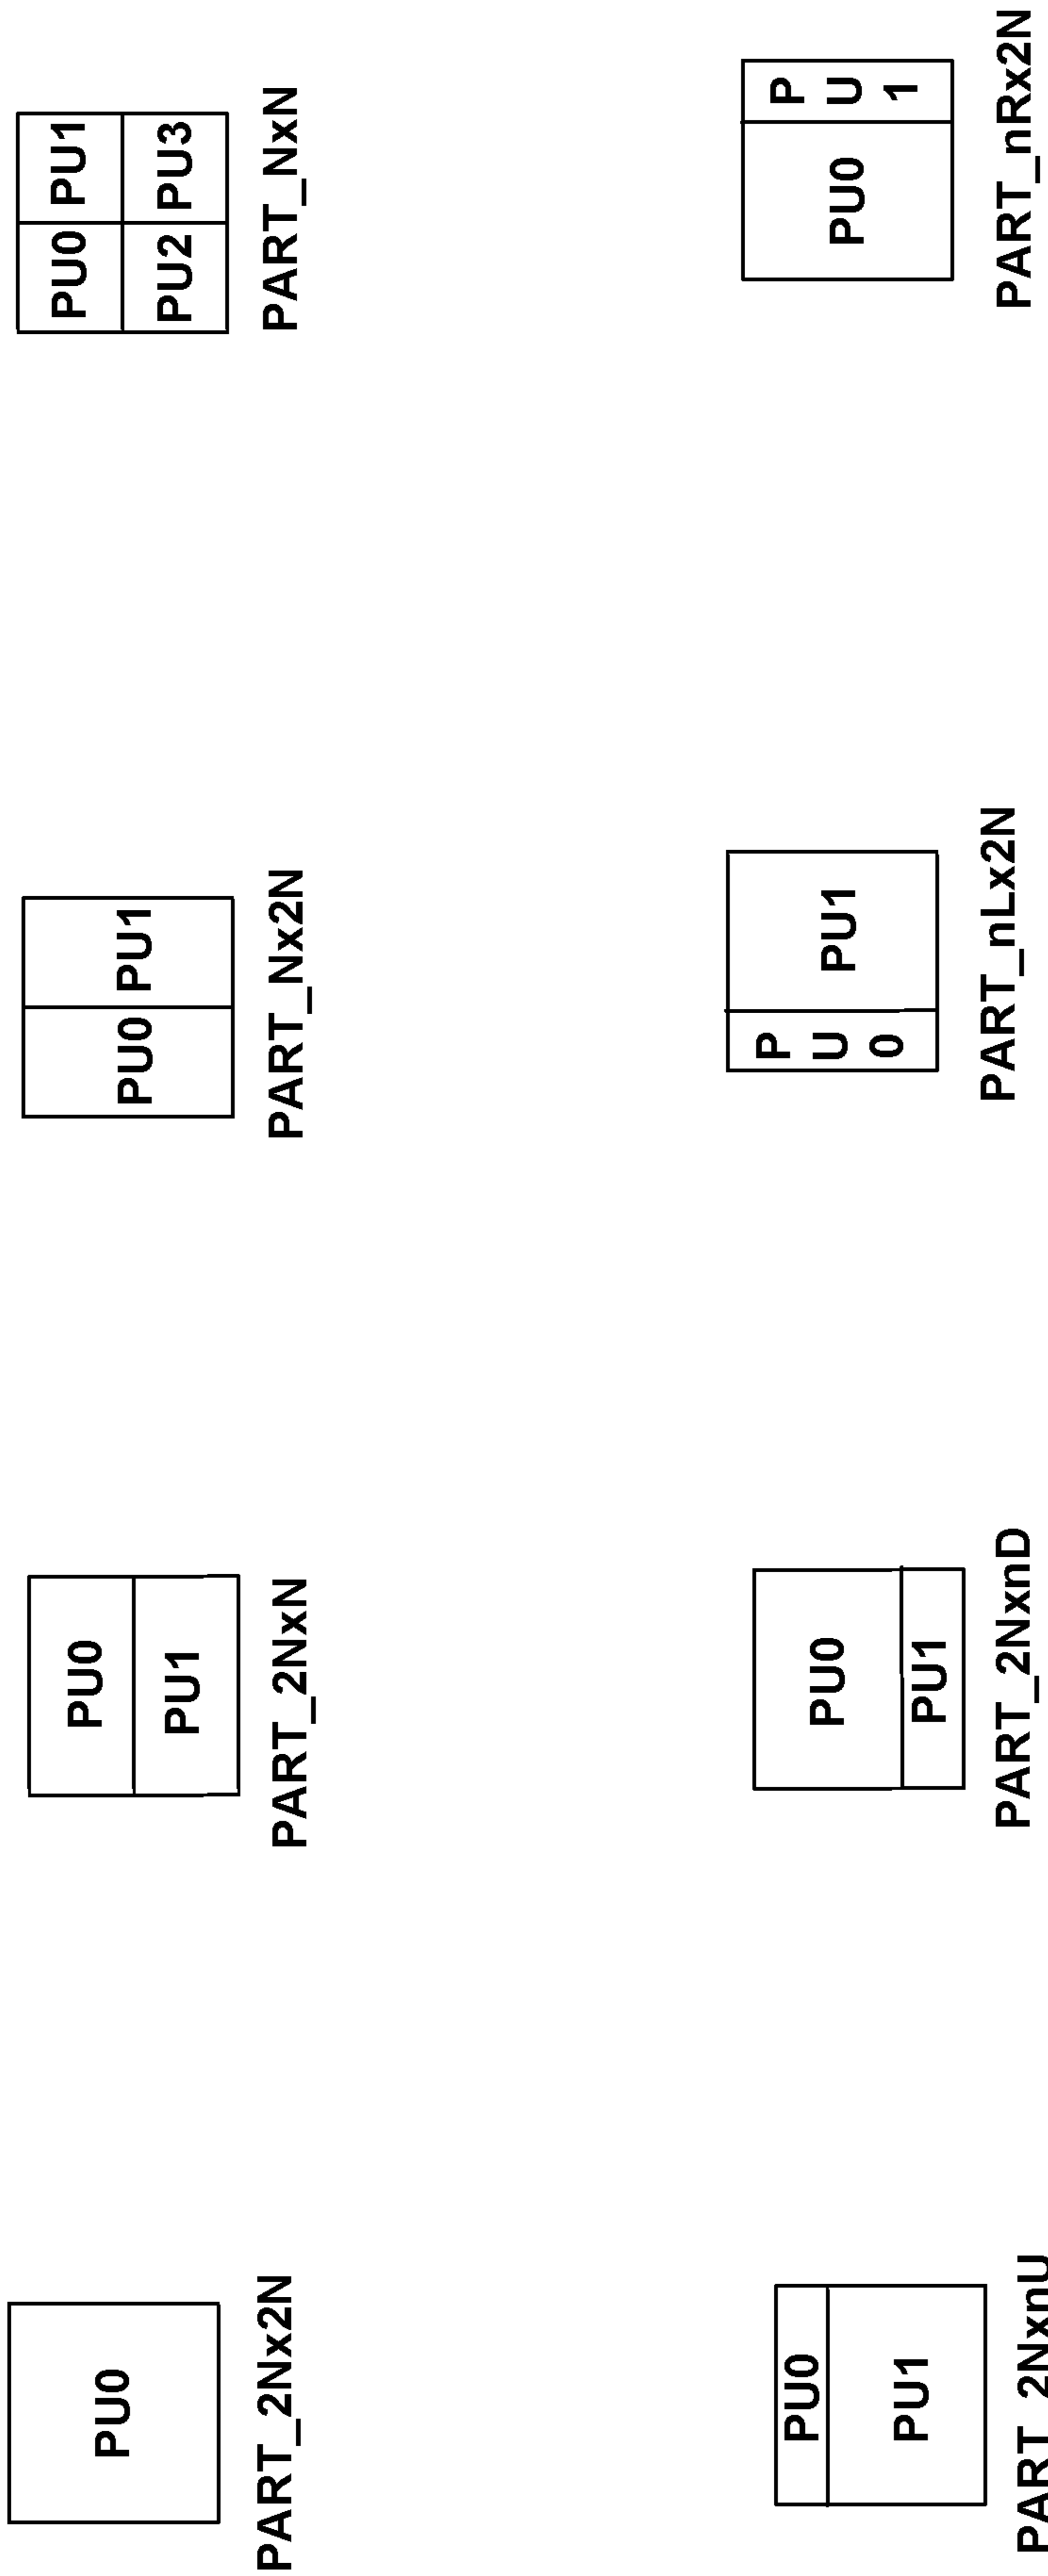 PU0
PART_2Nx2N
PU0
PU1
PART_2NxN
PU0 PU1
PART_Nx2N
PU0 PU1
PU2 PU3
PART_NxN
PU0
PU1
PART_2NxnU
PU0
PU1
PART_2NxnD
P
U
0
PU1
PART_nLx2N
PU0
P
U
1
PART_nRx2N